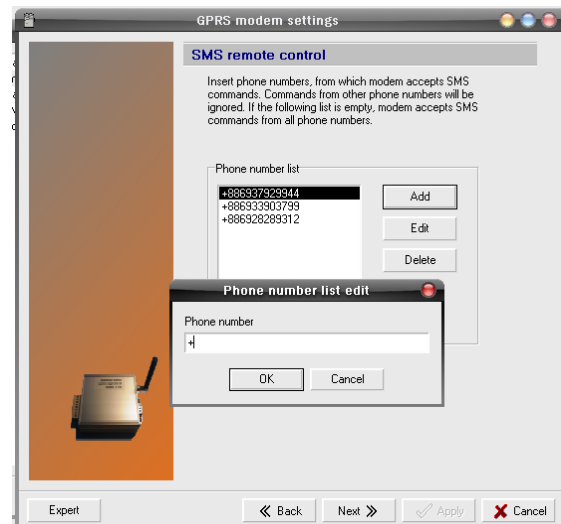 GPRS modem settings
SMS remote control
Insert phone numbers, from which modem accepts SMS
commands. Commands from other phone numbers will be
ignored. If the following list is empty, modem accepts SMS
commands from all phone numbers.
Phone number list
+886937929944
+886933903799
+886928289312
Add
Edit
Delete
Phone number list edit
Phone number
+
OK
Cancel
Expert
Back
Next
Apply
Cancel